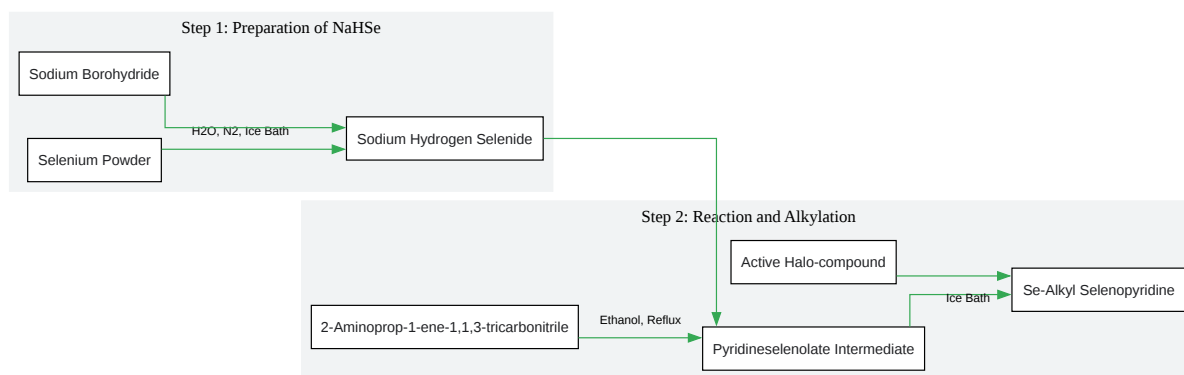 Step 1: Preparation of NaHSe
Sodium Borohydride
H2O, N2, Ice Bath
Sodium Hydrogen Selenide
Selenium Powder
Step 2: Reaction and Alkylation
Active Halo-compound
Se-Alkyl Selenopyridine
Ice Bath
2-Aminoprop-1-ene-1,1,3-tricarbonitrile
Ethanol, Reflux
Pyridineselenolate Intermediate